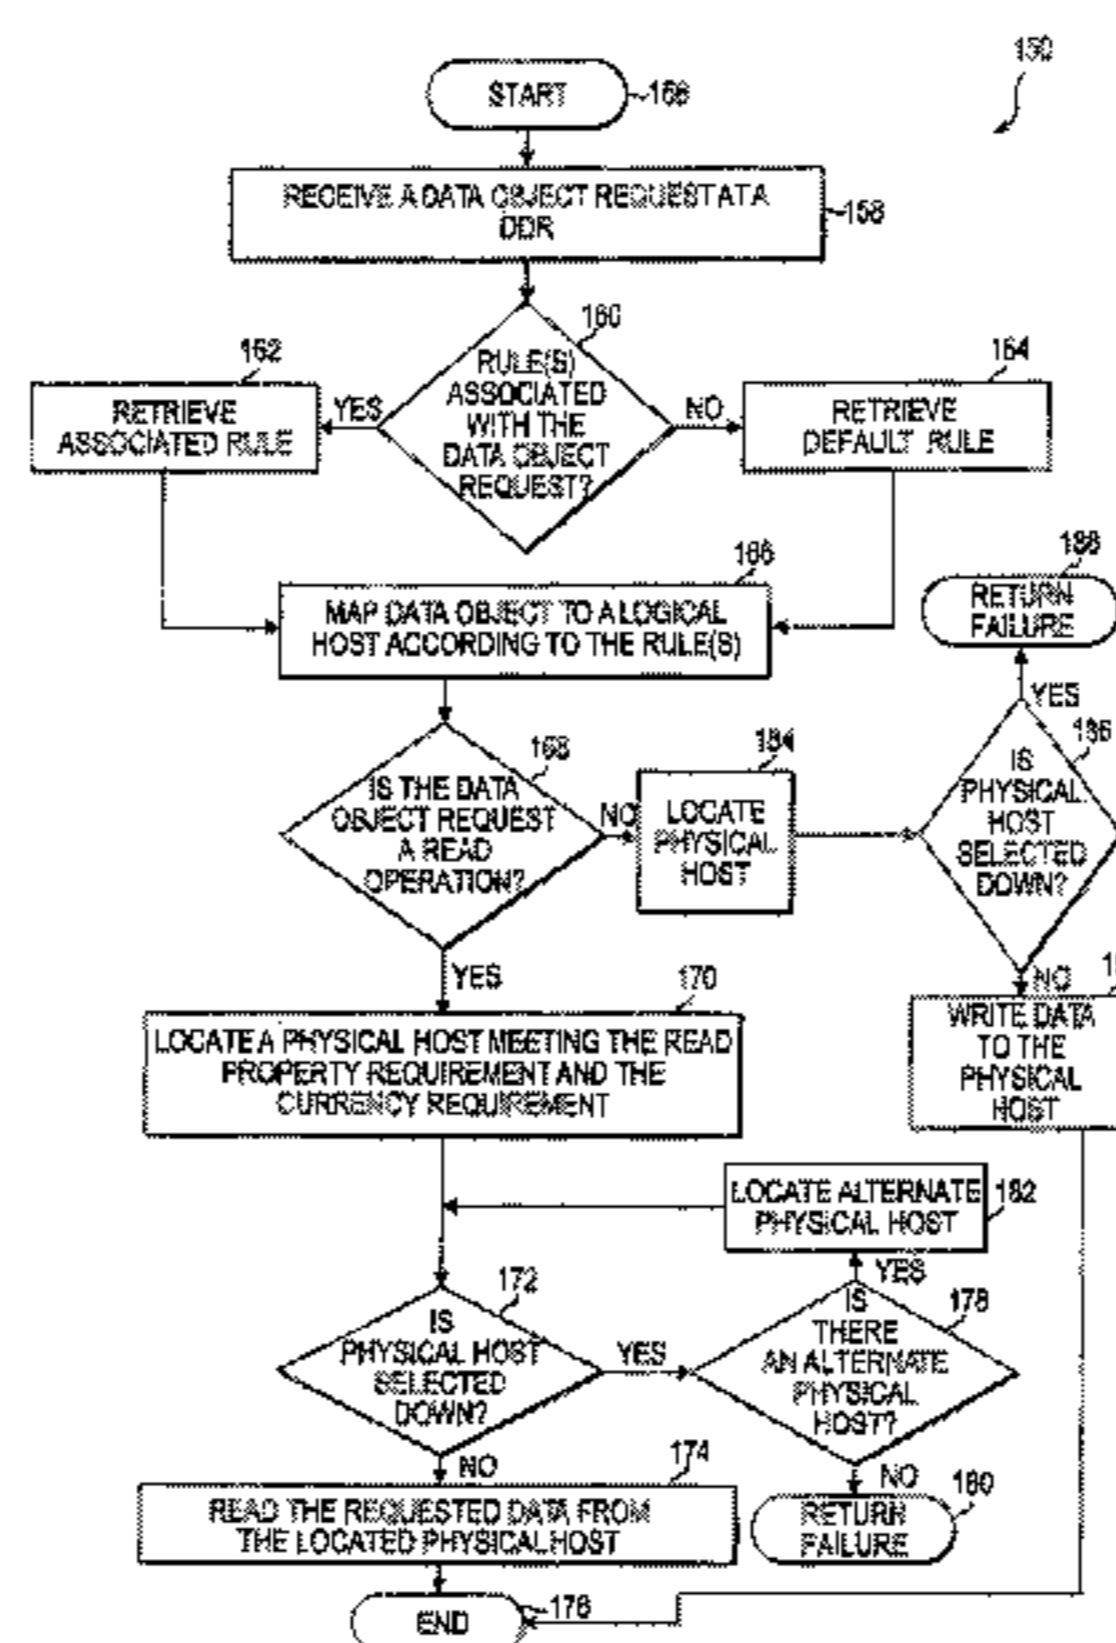 150
START
156
RECEIVE A DATA OBJECT REQUEST AT A
DDR
158
160
RULE(S)
ASSOCIATED
WITH THE
DATA OBJECT
REQUEST?
YES
NO
162
RETRIEVE
ASSOCIATED RULE
164
RETRIEVE
DEFAULT RULE
166
MAP DATA OBJECT TO A LOGICAL
HOST ACCORDING TO THE RULE(S)
188
RETURN
FAILURE
YES
186
IS
PHYSICAL
HOST
SELECTED
DOWN?
NO
168
IS THE DATA
OBJECT REQUEST
A READ
OPERATION?
NO
184
LOCATE
PHYSICAL
HOST
YES
170
LOCATE A PHYSICAL HOST MEETING THE READ
PROPERTY REQUIREMENT AND THE
CURRENCY REQUIREMENT
WRITE DATA
TO THE
PHYSICAL
HOST
LOCATE ALTERNATE
PHYSICAL HOST
182
YES
172
IS
PHYSICAL HOST
SELECTED
DOWN?
YES
178
IS
THERE
AN ALTERNATE
PHYSICAL
HOST?
NO
NO
174
READ THE REQUESTED DATA FROM
THE LOCATED PHYSICAL HOST
180
RETURN
FAILURE
END
176